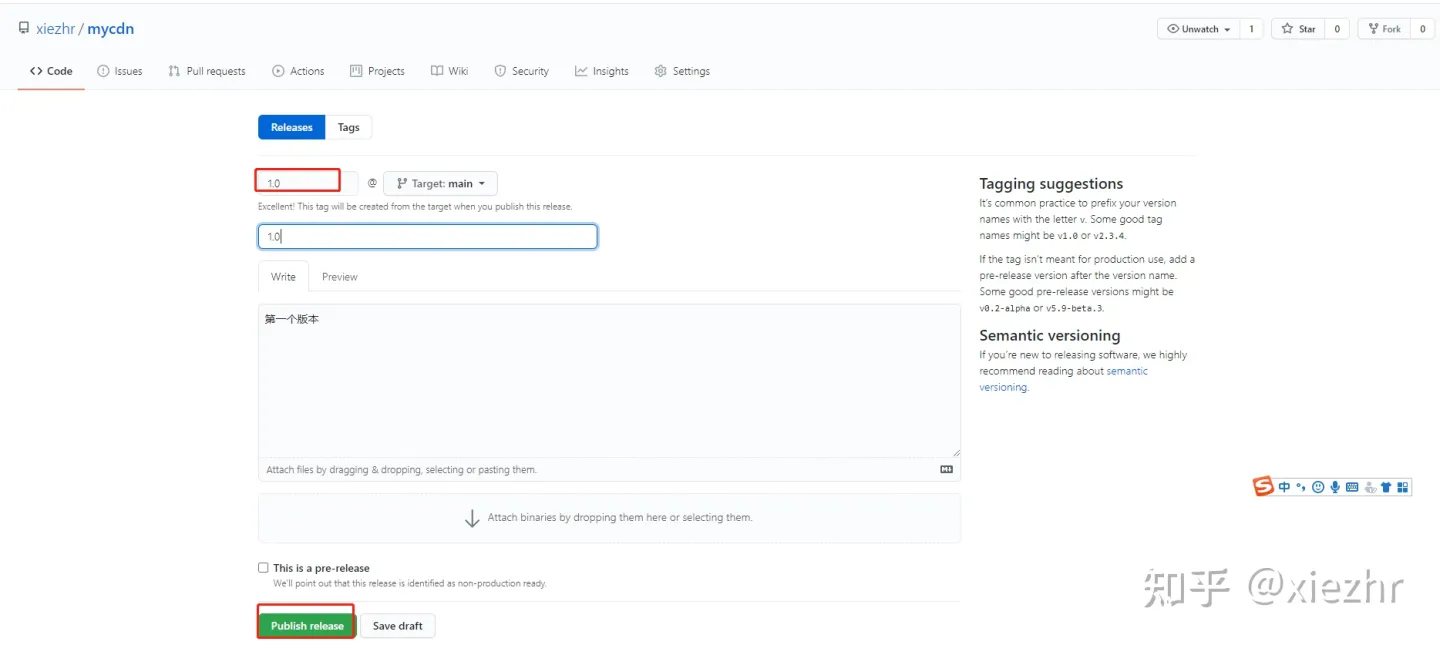 xiezhr / mycdn
Unwatch 1 Star 0 Fork 0
Code Issues Pull requests Actions Projects Wiki Security Insights Settings
Releases Tags
1.0 @ Target: main
Excellent! This tag will be created from the target when you publish this release.
1.0
Write Preview
第一个版本
Attach files by dragging & dropping, selecting or pasting them.
Attach binaries by dropping them here or selecting them.
This is a pre-release
We'll point out that this release is identified as non-production ready.
Publish release Save draft
Tagging suggestions
It's common practice to prefix your version
names with the letter v. Some good tag
names might be v1.0 or v2.3.4.
If the tag isn't meant for production use, add a
pre-release version after the version name.
Some good pre-release versions might be
v0.2-alpha or v5.9-beta.3.
Semantic versioning
If you're new to releasing software, we highly
recommend reading about semantic
versioning.
中
知乎 @xiezhr